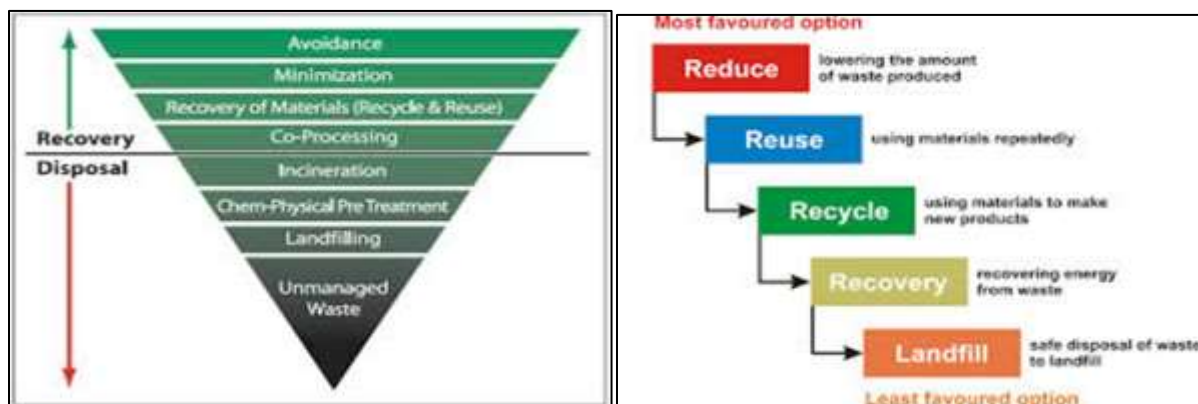 Avoidance
Minimization
Recovery of Materials (Recycle & Reuse)
Co-Processing
Recovery
Disposal
Incineration
Chem-Physical Pre Treatment
Landfilling
Unmanaged
Waste
Most favoured option
Reduce
lowering the amount
of waste produced
Reuse
using materials repeatedly
Recycle
using materials to make
new products
Recovery
recovering energy
from waste
Landfill
safe disposal of waste
to landfill
Least favoured option